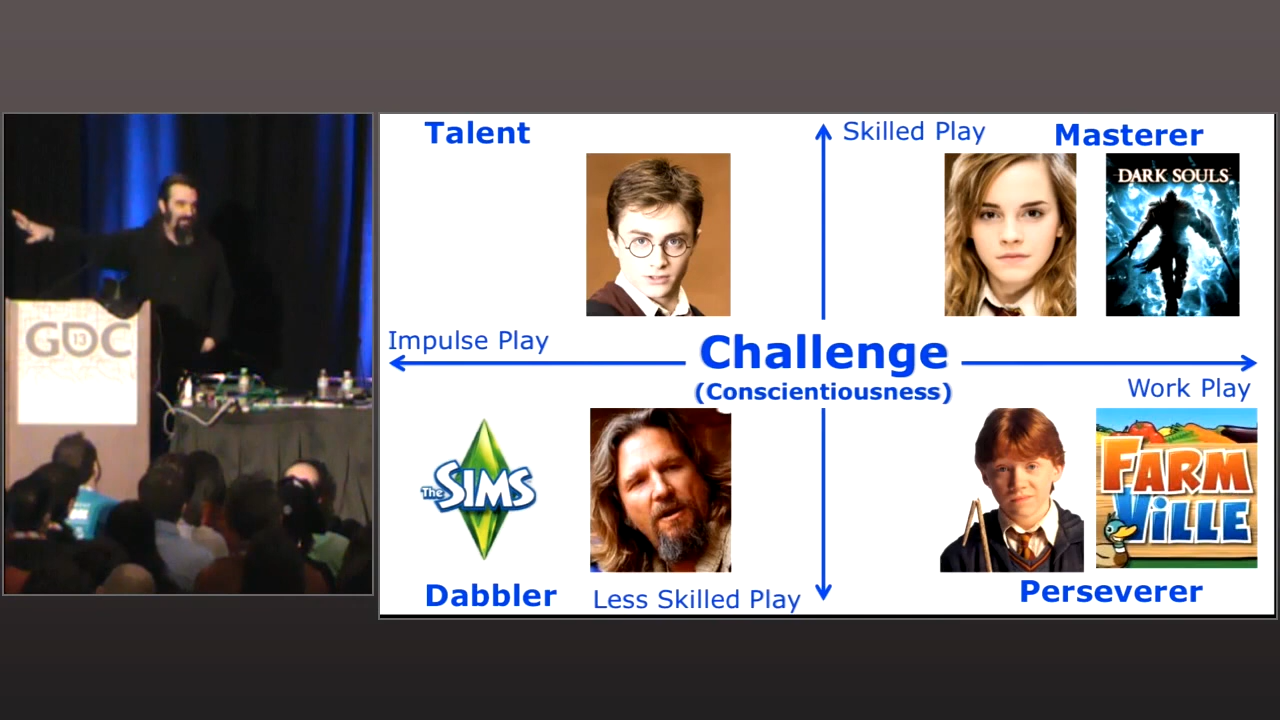 GDC
13
Talent
Skilled Play
Masterer
DARK SOULS
Impulse Play
Challenge
(Conscientiousness)
Work Play
The SIMS
FARM
VILLE
Dabbler
Less Skilled Play
Perseverer